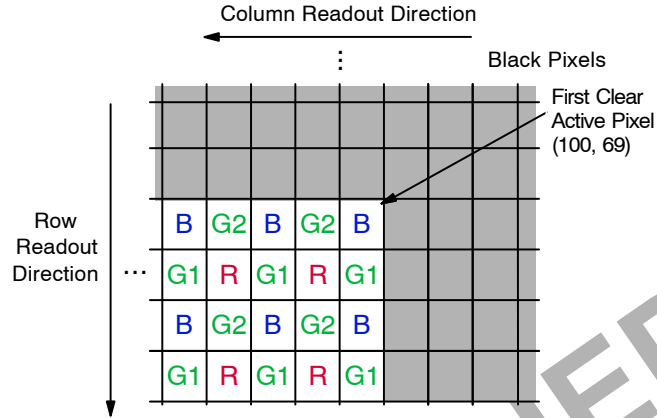 Column Readout Direction
⋮
Black Pixels
First Clear
Active Pixel
(100, 69)
Row
Readout
Direction
...
B G2 B G2 B
G1 R G1 R G1
B G2 B G2 B
G1 R G1 R G1